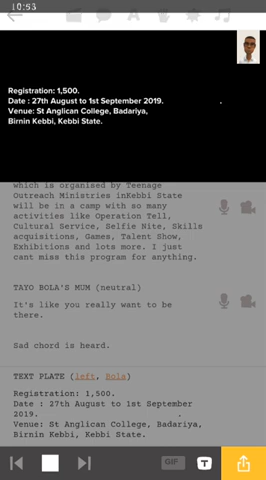 10:53
Registration: 1,500.
Date : 27th August to 1st September 2019. .
Venue: St Anglican College, Badariya,
Birnin Kebbi, Kebbi State.
which is organised by Teenage
Outreach Ministries inKebbi State
will be in a camp with so many
activities like Operation Tell,
Cultural Service, Selfie Nite, Skills
acquisitions, Games, Talent Show,
Exhibitions and lots more. I just
cant miss this program for anything.
TAYO BOLA'S MUM (neutral)
It's like you really want to be
there.
Sad chord is heard.
TEXT PLATE (left, Bola)
Registration: 1,500.
Date : 27th August to 1st September
2019. .
Venue: St Anglican College, Badariya,
Birnin Kebbi, Kebbi State.
GIF
T